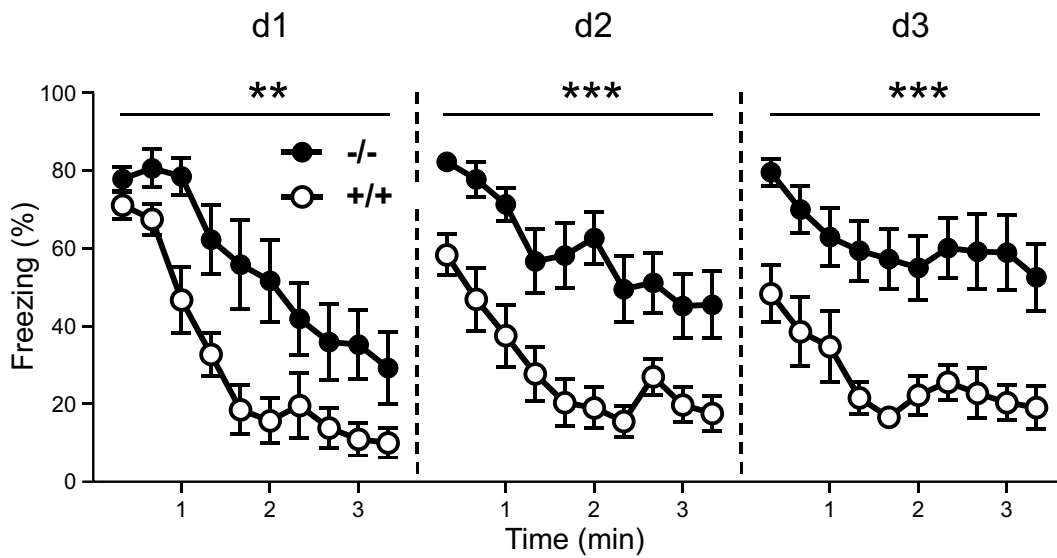 d1 d2 d3
** *** ***
100
80
60
40
20
0
Freezing (%)
-/-
+/+
1 2 3 1 2 3 1 2 3
Time (min)